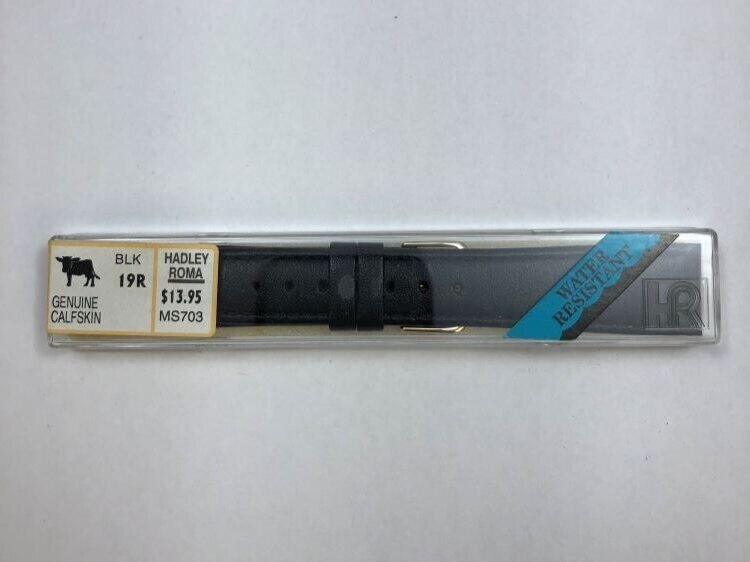 BLK
19R
GENUINE
CALFSKIN
HADLEY
ROMA
$13.95
MS703
WATER
RESISTANT
HR